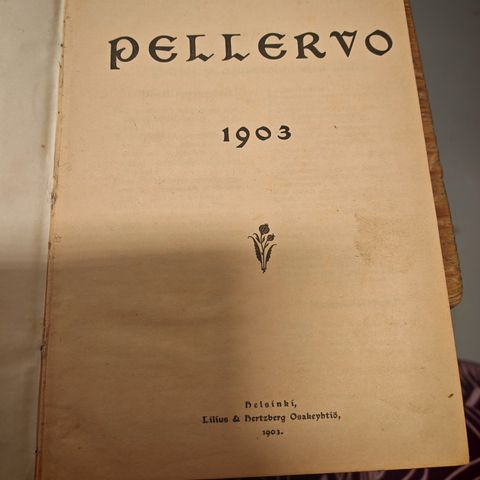 PELLERVO
1903
Helsinki,
Lilius & Hertzberg Osakeyhtiö,
1903.